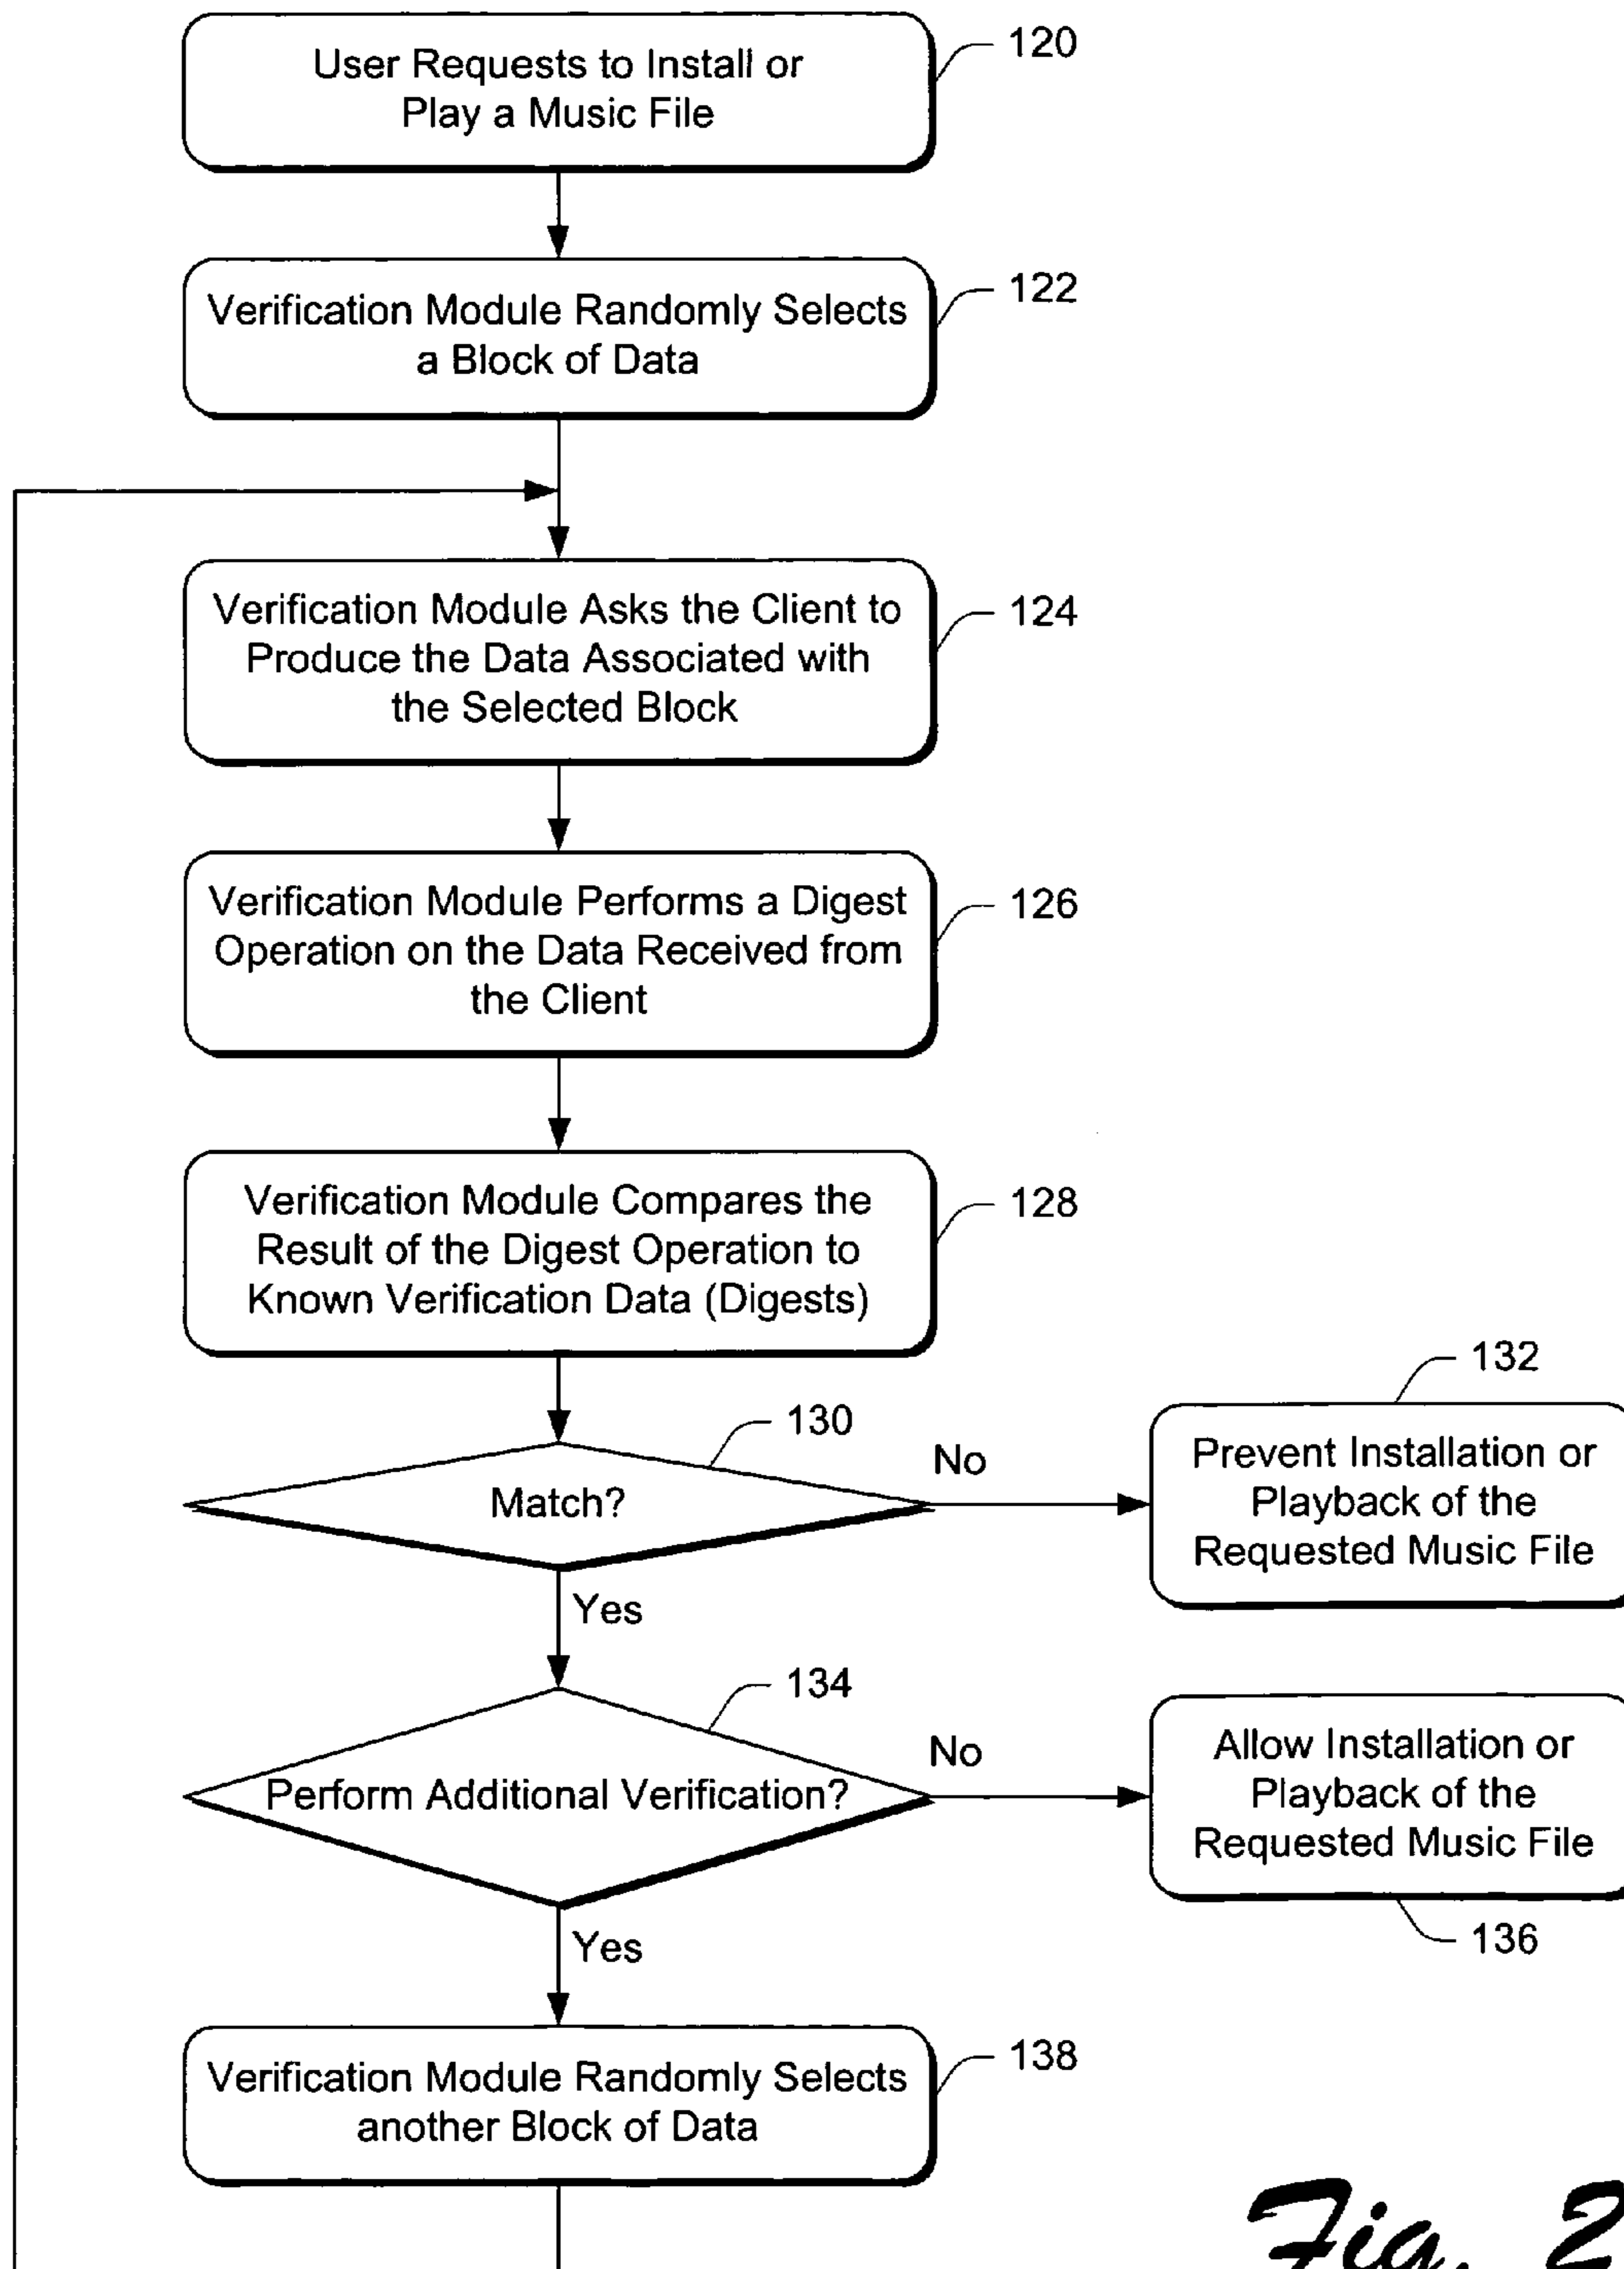 User Requests to Install or
Play a Music File
120
Verification Module Randomly Selects
a Block of Data
122
Verification Module Asks the Client to
Produce the Data Associated with
the Selected Block
124
Verification Module Performs a Digest
Operation on the Data Received from
the Client
126
Verification Module Compares the
Result of the Digest Operation to
Known Verification Data (Digests)
128
130
Match?
No
132
Prevent Installation or
Playback of the
Requested Music File
Yes
134
Perform Additional Verification?
No
Allow Installation or
Playback of the
Requested Music File
136
Yes
Verification Module Randomly Selects
another Block of Data
138
Fig. 2